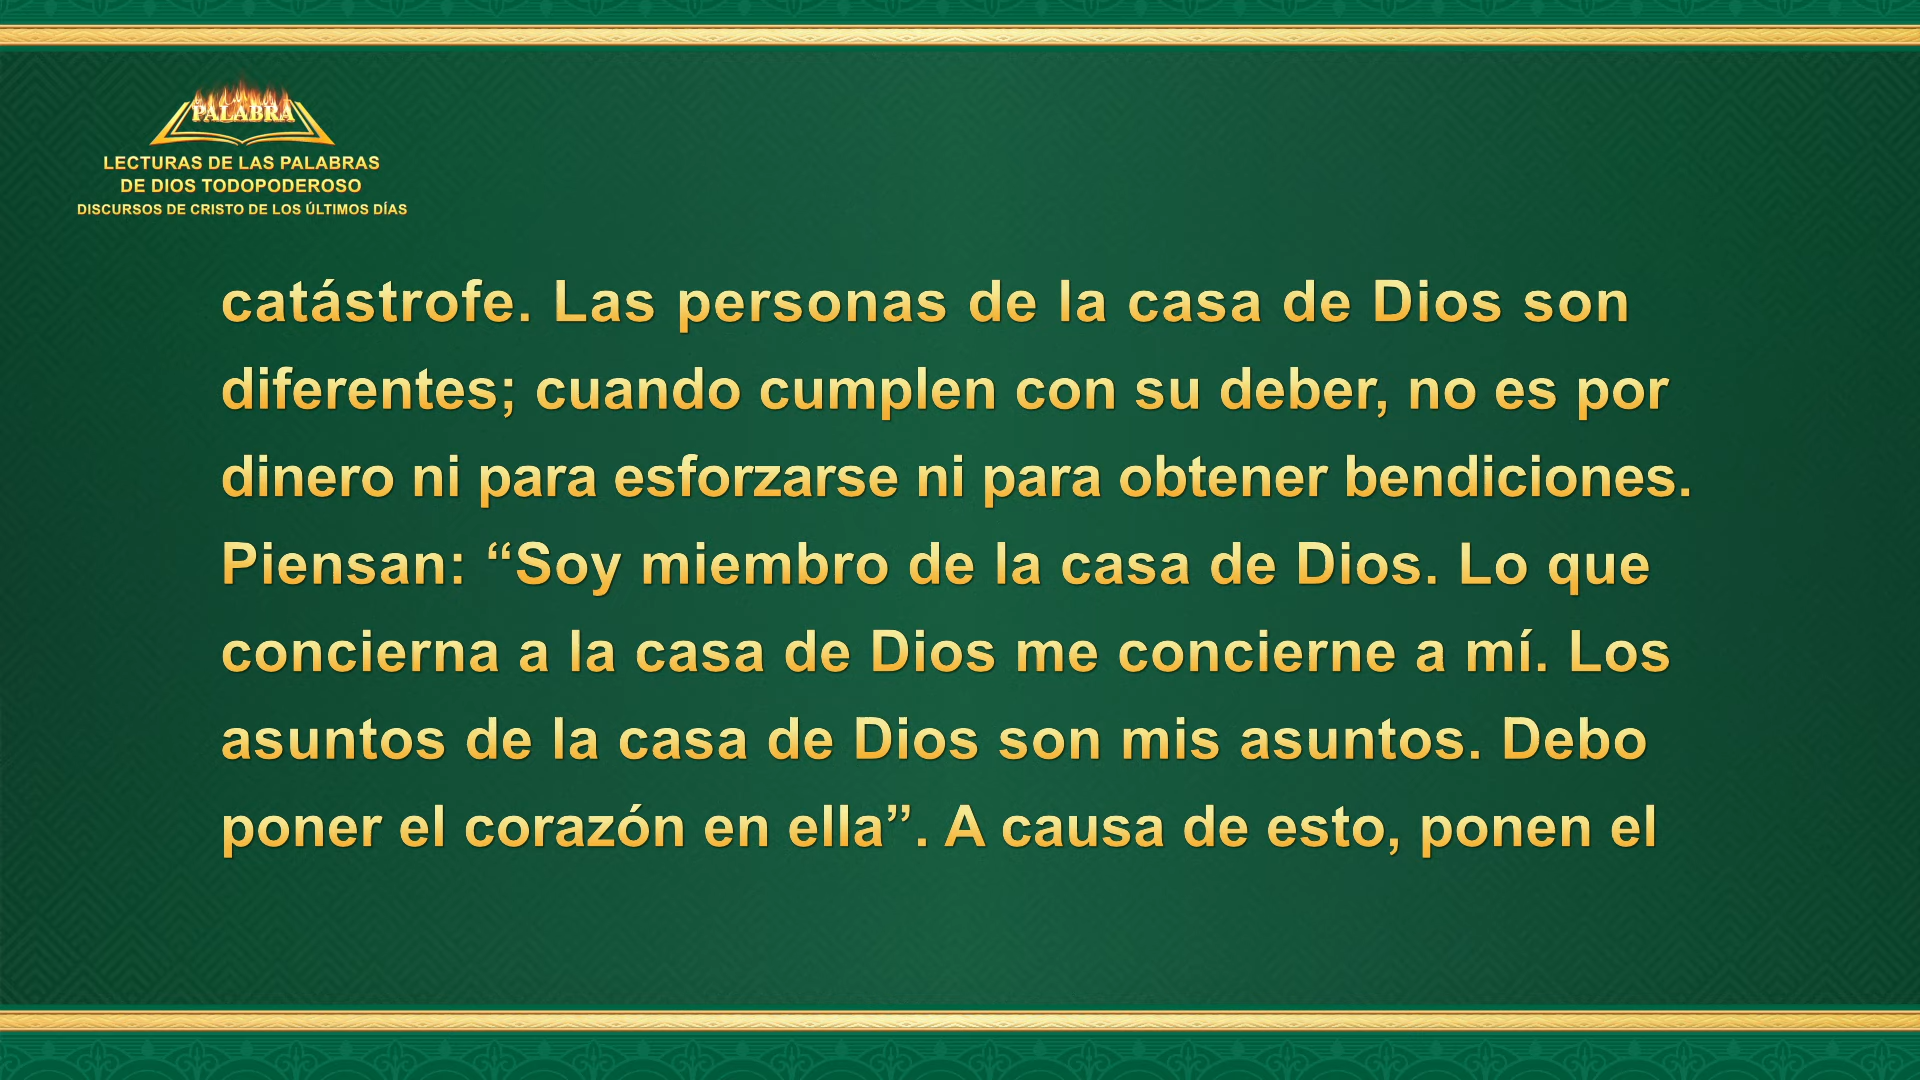 PALABRA
LECTURAS DE LAS PALABRAS
DE DIOS TODOPODEROSO
DISCURSOS DE CRISTO DE LOS ÚLTIMOS DÍAS
catástrofe. Las personas de la casa de Dios son
diferentes; cuando cumplen con su deber, no es por
dinero ni para esforzarse ni para obtener bendiciones.
Piensan: “Soy miembro de la casa de Dios. Lo que
concierna a la casa de Dios me concierne a mí. Los
asuntos de la casa de Dios son mis asuntos. Debo
poner el corazón en ella”. A causa de esto, ponen el